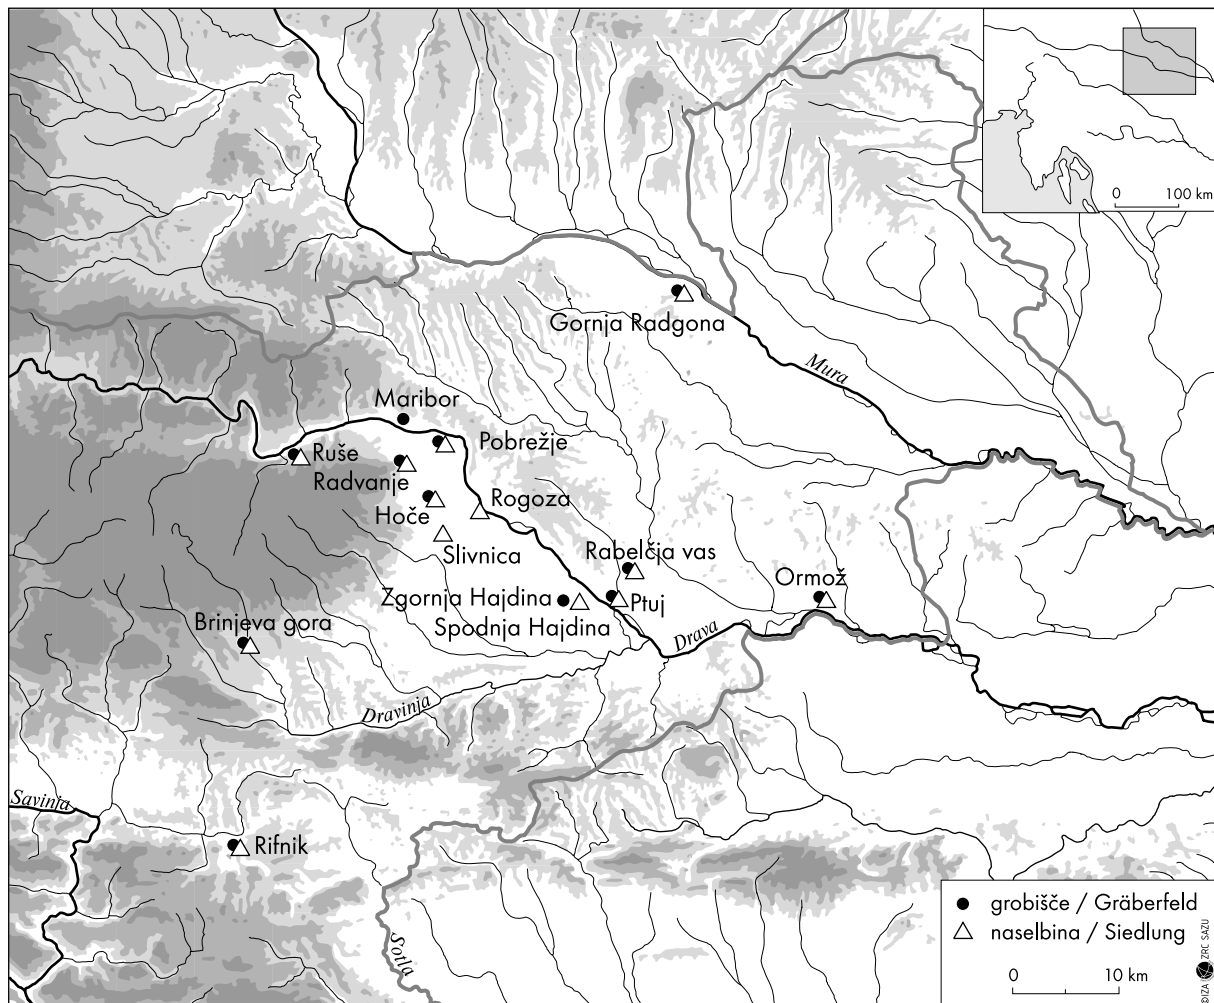 0 100 km
Gornja Radgona
Mura
Maribor
Pobrežje
Ruše
Radvanje
Hoče
Rogoza
Slivnica
Rabelčja vas
Ormož
Zgornja Hajdina
Ptuj
Spodnja Hajdina
Brinjeva gora
Drava
Dravinja
Savinja
Rifnik
Sotla
grobišče / Gräberfeld
naselbina / Siedlung
0 10 km
©IZA ZRC SAZU